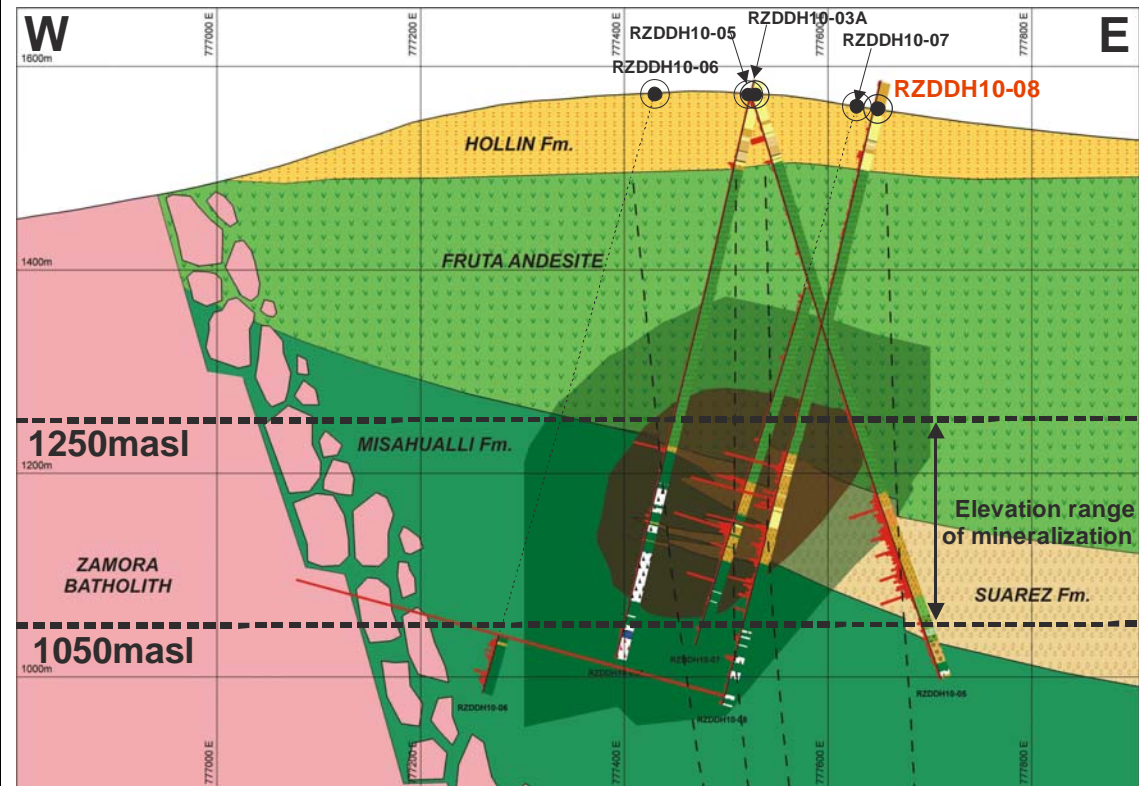 W
E
777000 E
777200 E
777400 E
777600 E
777800 E
RZDDH10-03A
RZDDH10-05
RZDDH10-07
RZDDH10-06
RZDDH10-08
1600m
HOLLIN Fm.
FRUTA ANDESITE
1400m
1250masl
MISAHUALLI Fm.
1200m
Elevation range
of mineralization
ZAMORA
BATHOLITH
SUAREZ Fm.
1050masl
1000m
RZDDH10-07
RZDDH10-05
RZDDH10-06
RZDDH10-08
777000 E
777200 E
777400 E
777600 E
777800 E